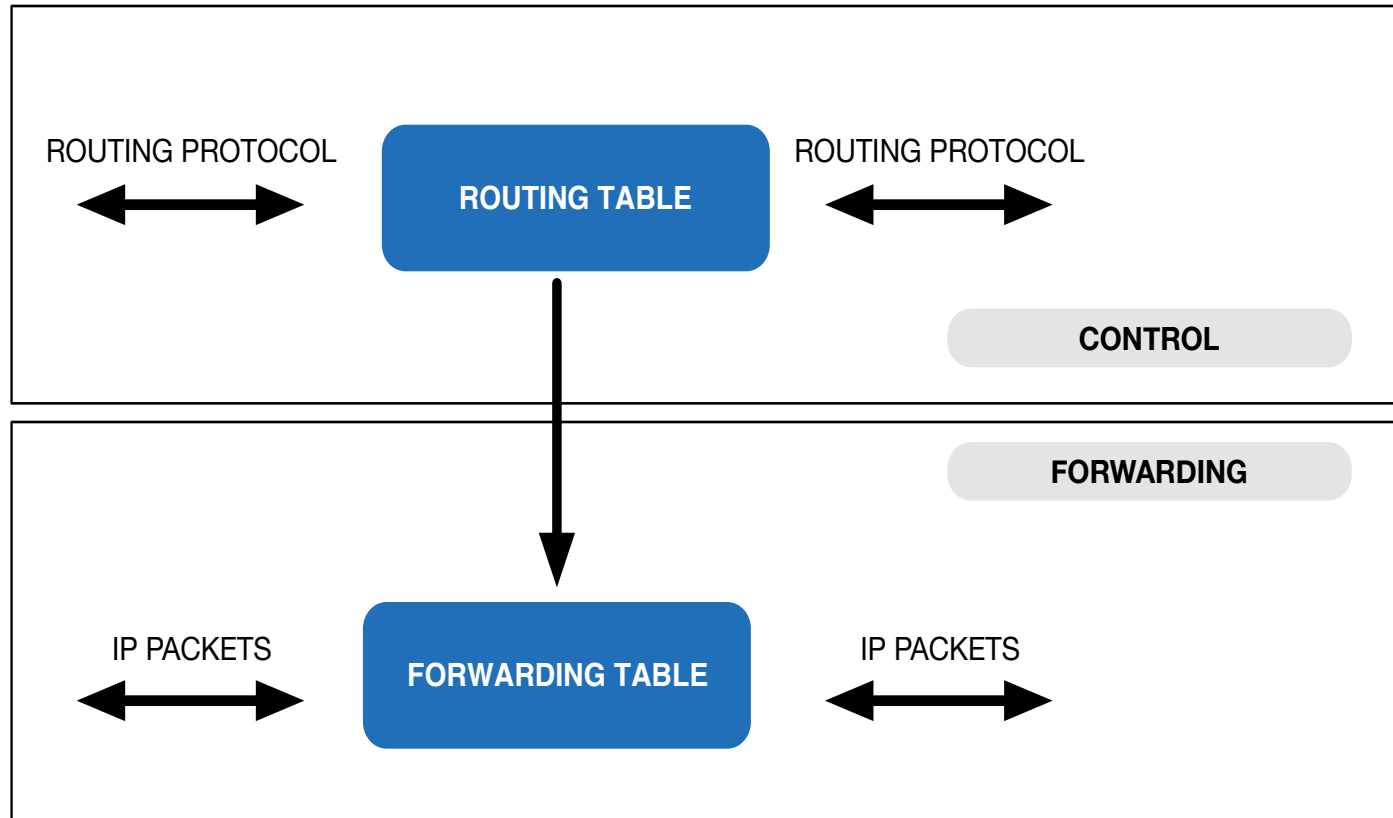 ROUTING PROTOCOL
ROUTING TABLE
ROUTING PROTOCOL
CONTROL
FORWARDING
IP PACKETS
FORWARDING TABLE
IP PACKETS